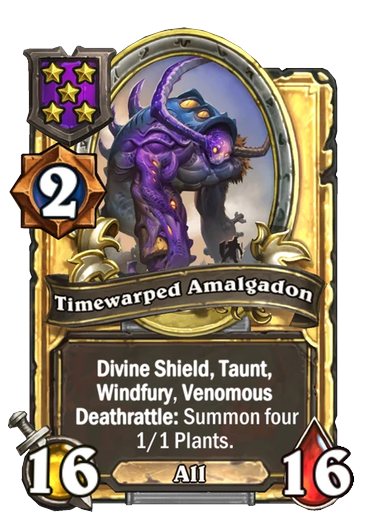 2
Timewarped Amalgadon
Divine Shield, Taunt,
Windfury, Venomous
Deathrattle: Summon four
1/1 Plants.
16
All
16